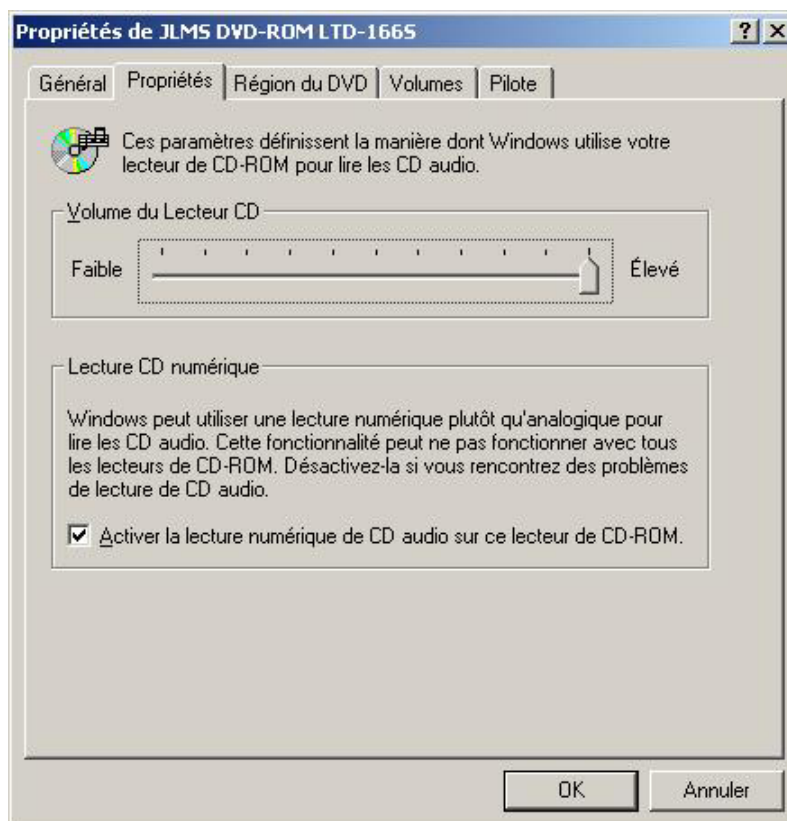 Propriétés de JLMS DVD-ROM LTD-166S
Général Propriétés Région du DVD Volumes Pilote
Ces paramètres définissent la manière dont Windows utilise votre
lecteur de CD-ROM pour lire les CD audio.
Volume du Lecteur CD
Faible Élevé
Lecture CD numérique
Windows peut utiliser une lecture numérique plutôt qu'analogique pour
lire les CD audio. Cette fonctionnalité peut ne pas fonctionner avec tous
les lecteurs de CD-ROM. Désactivez-la si vous rencontrez des problèmes
de lecture de CD audio.
Activer la lecture numérique de CD audio sur ce lecteur de CD-ROM.
OK Annuler